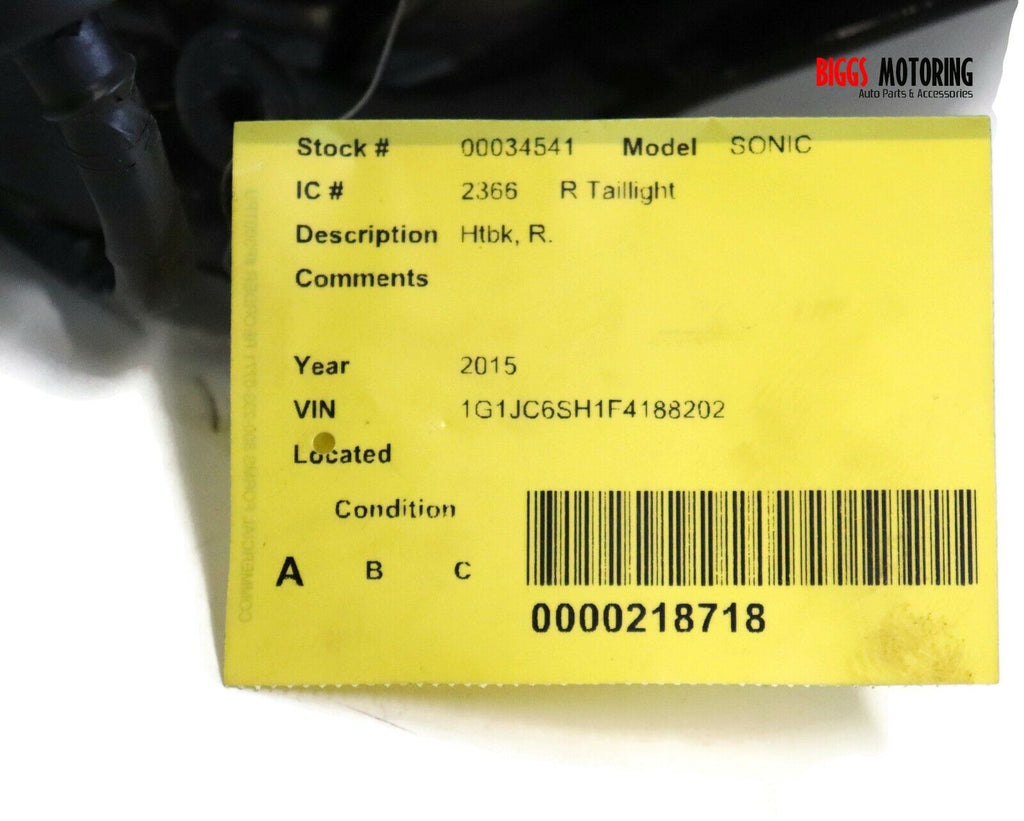 BIGGS MOTORING
Auto Parts & Accessories
Stock # 00034541 Model SONIC
IC # 2366 R Taillight
Description Htbk, R.
Comments
Year 2015
VIN 1G1JC6SH1F4188202
Located
Condition
A B C
0000218718